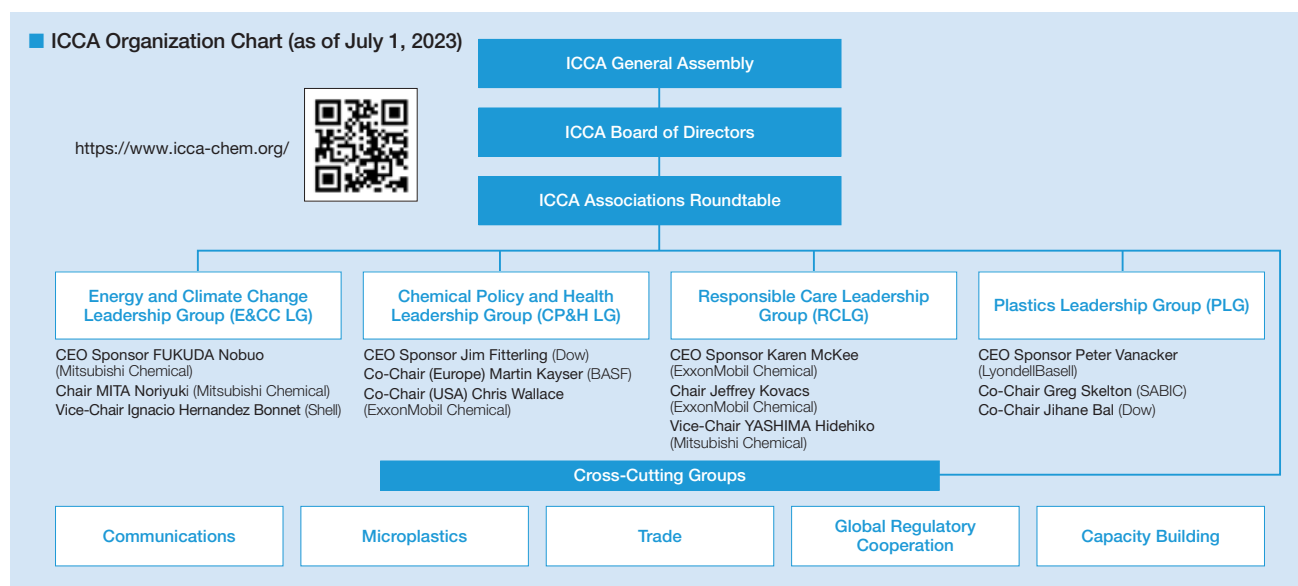 ■ ICCA Organization Chart (as of July 1, 2023)
https://www.icca-chem.org/
ICCA General Assembly
ICCA Board of Directors
ICCA Associations Roundtable
Energy and Climate Change
Leadership Group (E&CC LG)
CEO Sponsor FUKUDA Nobuo
(Mitsubishi Chemical)
Chair MITA Noriyuki (Mitsubishi Chemical)
Vice-Chair Ignacio Hernandez Bonnet (Shell)
Chemical Policy and Health
Leadership Group (CP&H LG)
CEO Sponsor Jim Fitterling (Dow)
Co-Chair (Europe) Martin Kayser (BASF)
Co-Chair (USA) Chris Wallace
(ExxonMobil Chemical)
Responsible Care Leadership
Group (RCLG)
CEO Sponsor Karen McKee
(ExxonMobil Chemical)
Chair Jeffrey Kovacs
(ExxonMobil Chemical)
Vice-Chair YASHIMA Hidehiko
(Mitsubishi Chemical)
Plastics Leadership Group (PLG)
CEO Sponsor Peter Vanacker
(LyondellBasell)
Co-Chair Greg Skelton (SABIC)
Co-Chair Jihane Bal (Dow)
Cross-Cutting Groups
Communications
Microplastics
Trade
Global Regulatory
Cooperation
Capacity Building